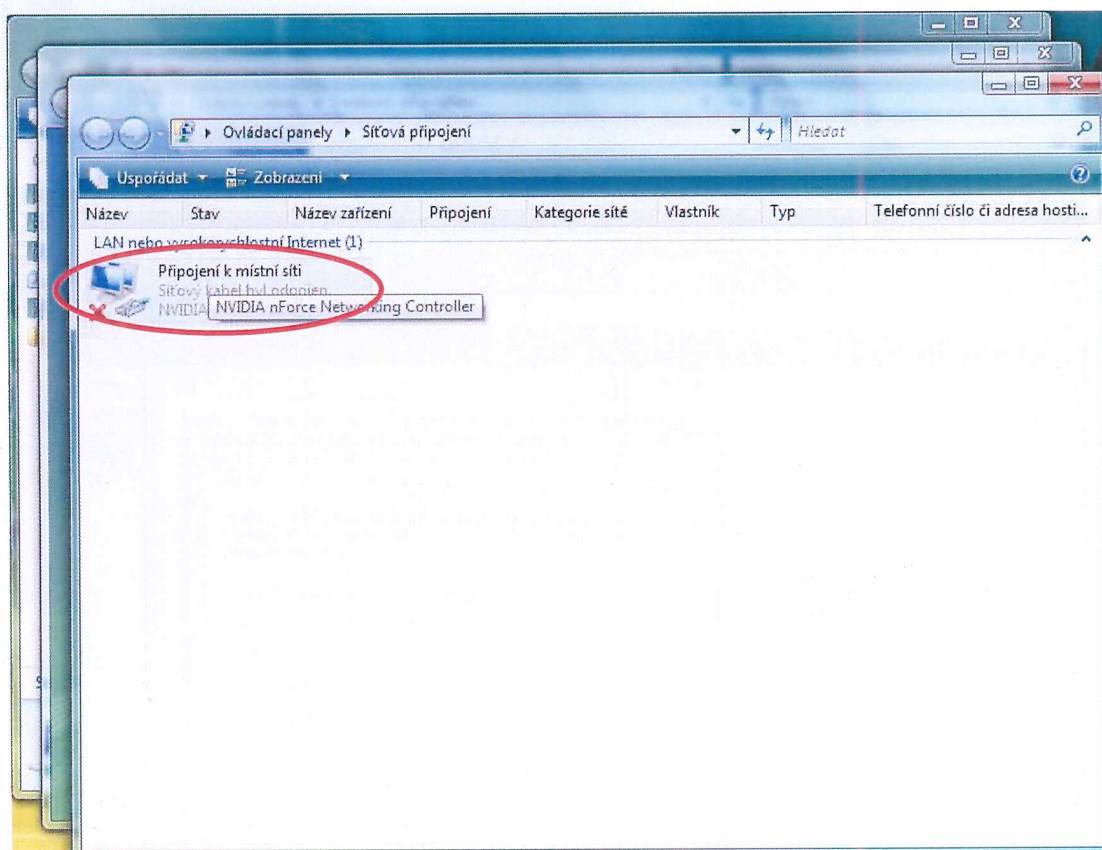 Ovládací panely Síťová připojení
Hledat
Uspořádat Zobrazení
Název Stav Název zařízení Připojení Kategorie sítě Vlastník Typ Telefonní číslo či adresa hosti...
LAN nebo vysokorychlostní Internet (1)
Připojení k místní síti
Síťový kabel byl odpojen.
NVIDIA
NVIDIA nForce Networking Controller